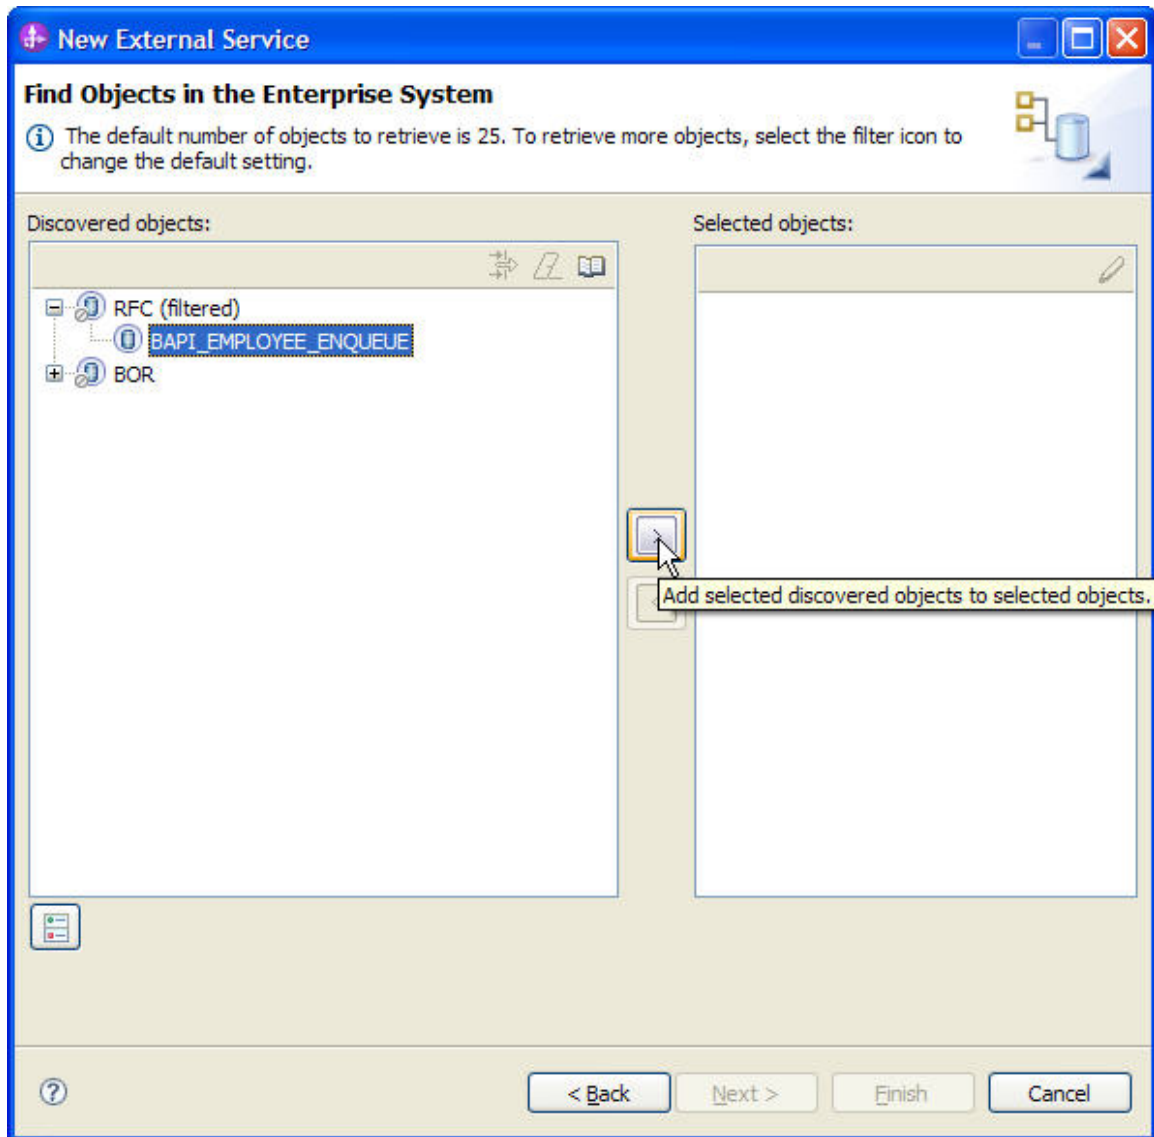 New External Service
Find Objects in the Enterprise System
The default number of objects to retrieve is 25. To retrieve more objects, select the filter icon to
change the default setting.
Discovered objects:
Selected objects:
RFC (filtered)
BAPI_EMPLOYEE_ENQUEUE
BOR
Add selected discovered objects to selected objects.
< Back
Next >
Finish
Cancel